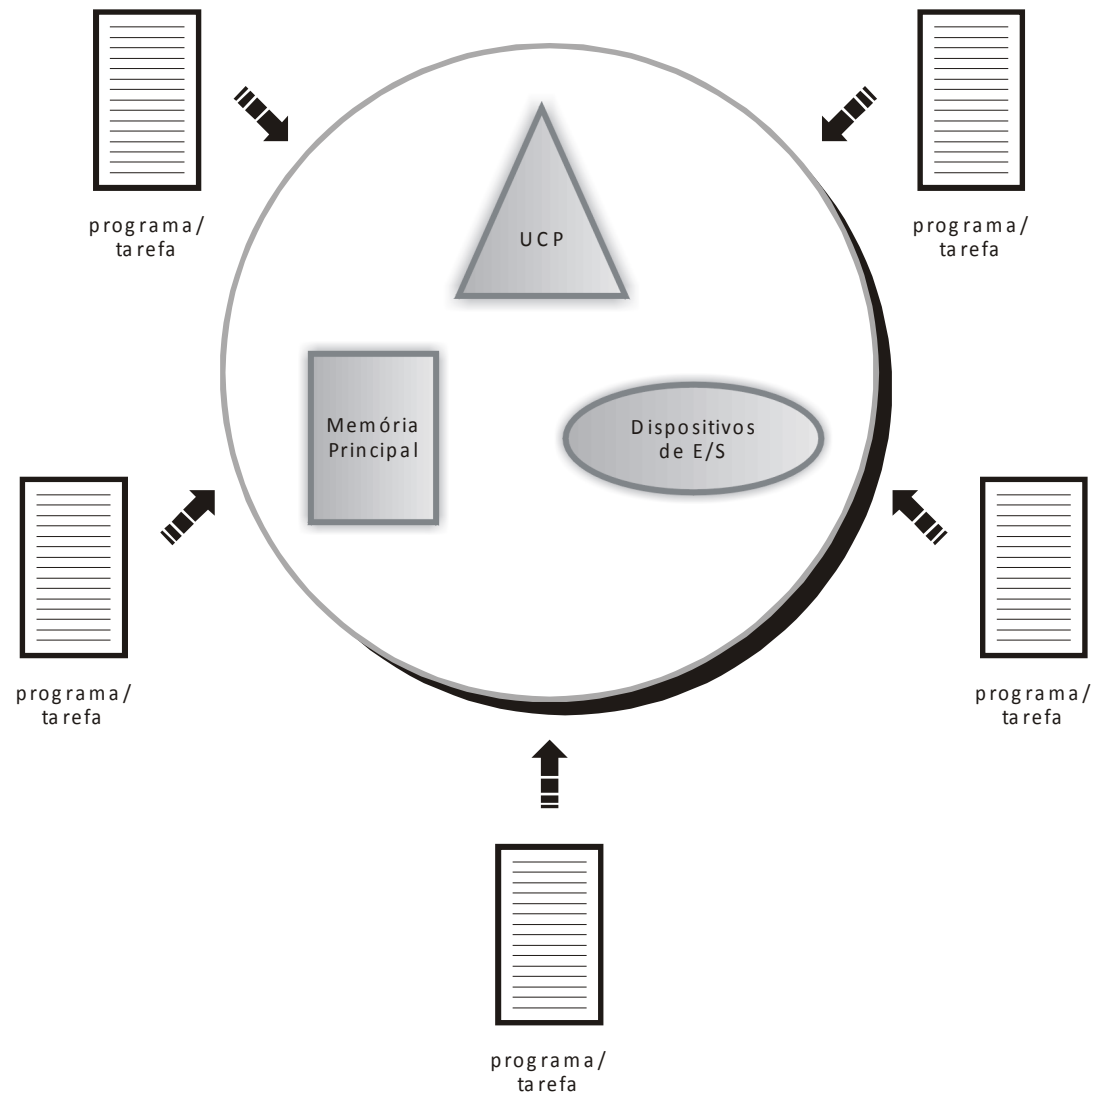 programa/
tarefa
programa/
tarefa
UCP
Memória
Principal
Dispositivos
de E/S
programa/
tarefa
programa/
tarefa
programa/
tarefa